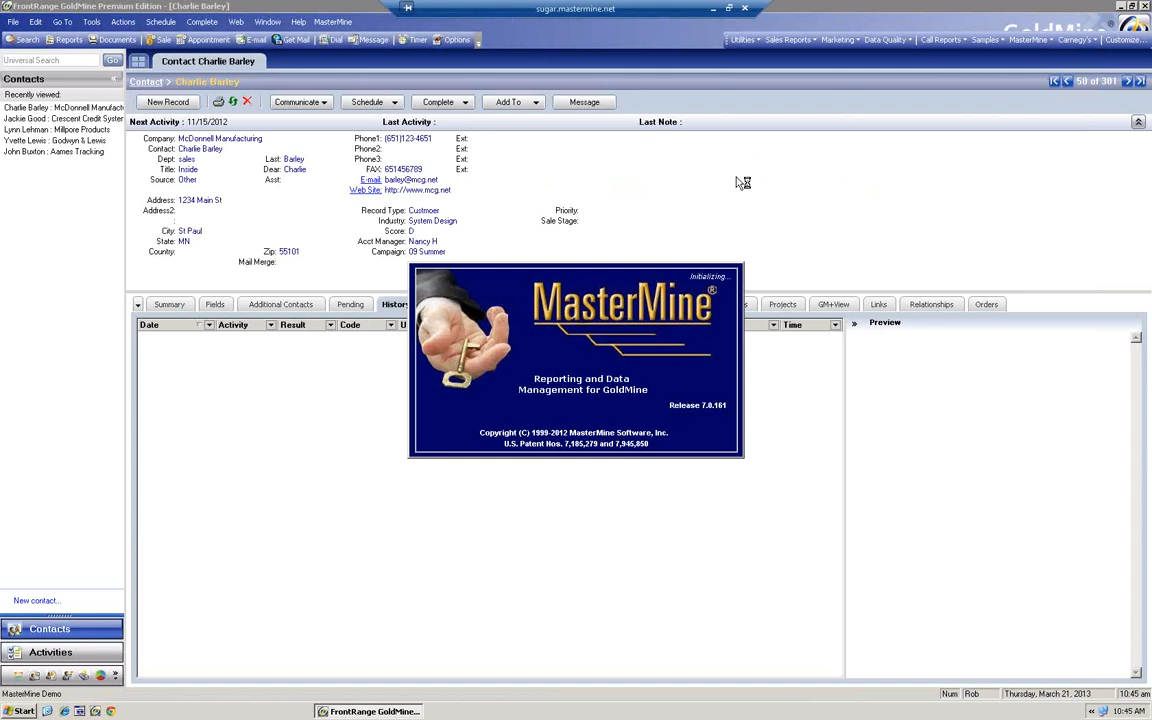 FrontRange GoldMine Premium Edition - [Charlie Barley]
sugar.mastermine.net
File Edit Go To Tools Actions Schedule Complete Web Window Help MasterMine
Search Reports Documents Sale Appointment E-mail Get Mail Dial Message Timer Options
Utilities Sales Reports Marketing Data Quality Call Reports Samples MasterMine Carnegy's Customize...
Universal Search Go
Contact Charlie Barley
Contacts
Recently viewed:
Charlie Barley : McDonnell Manufact
Jackie Good : Crescent Credit System
Lynn Lehman : Millpore Products
Yvette Lewis : Godwyn & Lewis
John Buxton : Aames Tracking
Contact > Charlie Barley
50 of 301
New Record Communicate Schedule Complete Add To Message
Next Activity : 11/15/2012 Last Activity : Last Note :
Company: McDonnell Manufacturing Phone1: (651)123-4651 Ext:
Contact: Charlie Barley Phone2: Ext:
Dept: sales Last: Barley Phone3: Ext:
Title: Inside Dear: Charlie FAX: 651456789 Ext:
Source: Other Asst: E-mail: barley@mcg.net
Web Site: http://www.mcg.net
Address: 1234 Main St
Address2: Record Type: Custmoer Priority:
: Industry: System Design Sale Stage:
City: St Paul Score: D
State: MN Acct Manager: Nancy H
Country: Zip: 55101 Campaign: 09 Summer
Mail Merge:
Initializing...
MasterMine®
Reporting and Data
Management for GoldMine
Release 7.0.161
Copyright (C) 1999-2012 MasterMine Software, Inc.
U.S. Patent Nos. 7,185,279 and 7,945,850
Summary Fields Additional Contacts Pending History Projects GM+View Links Relationships Orders
Date Activity Result Code U Time » Preview
New contact...
Contacts
Activities
MasterMine Demo
Num Rob Thursday, March 21, 2013 10:45 am
Start FrontRange GoldMine... 10:45 AM